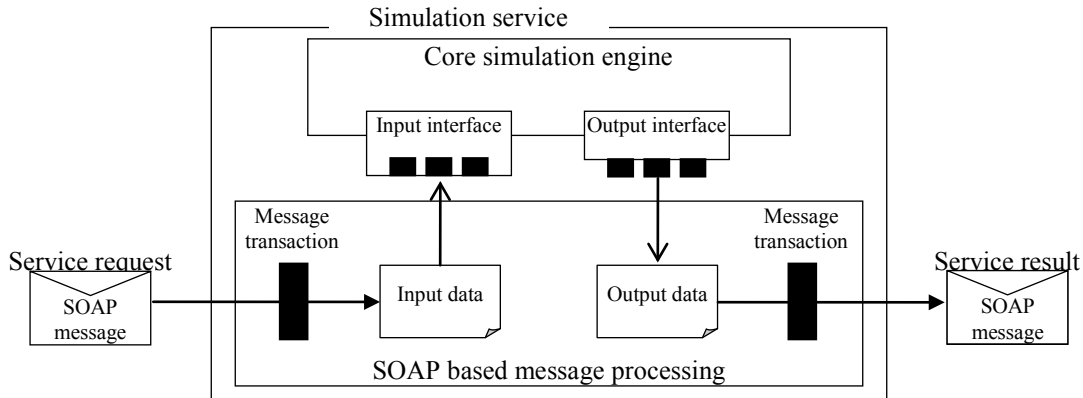 Simulation service
Core simulation engine
Input interface
Output interface
Message
transaction
Message
transaction
Service request
SOAP
message
Input data
Output data
Service result
SOAP
message
SOAP based message processing